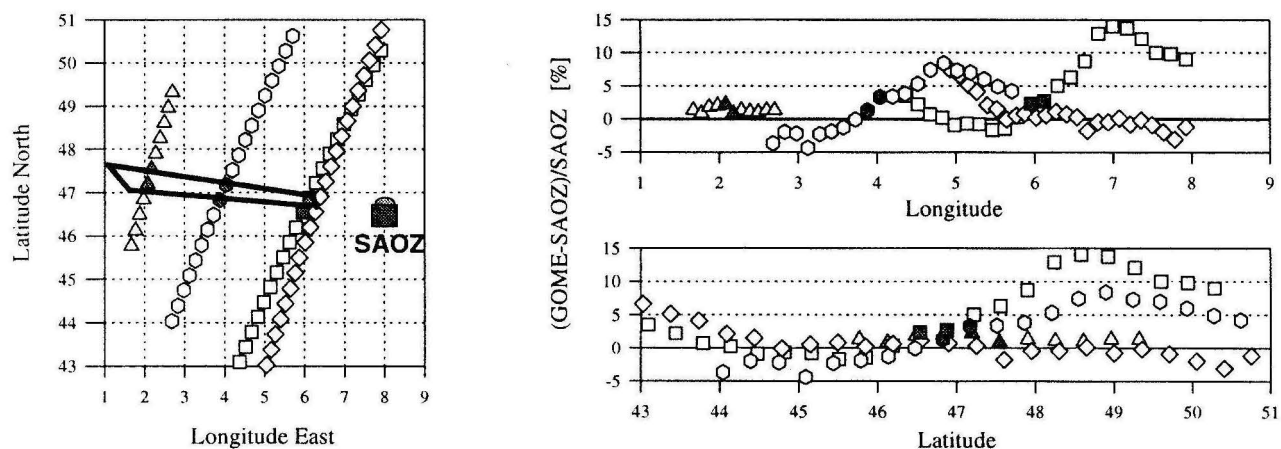 51
50
49
48
47
46
45
44
43
Latitude North
SAOZ
1 2 3 4 5 6 7 8 9
Longitude East
(GOME-SAOZ)/SAOZ [%]
15
10
5
0
-5
1 2 3 4 5 6 7 8 9
Longitude
15
10
5
0
-5
43 44 45 46 47 48 49 50 51
Latitude